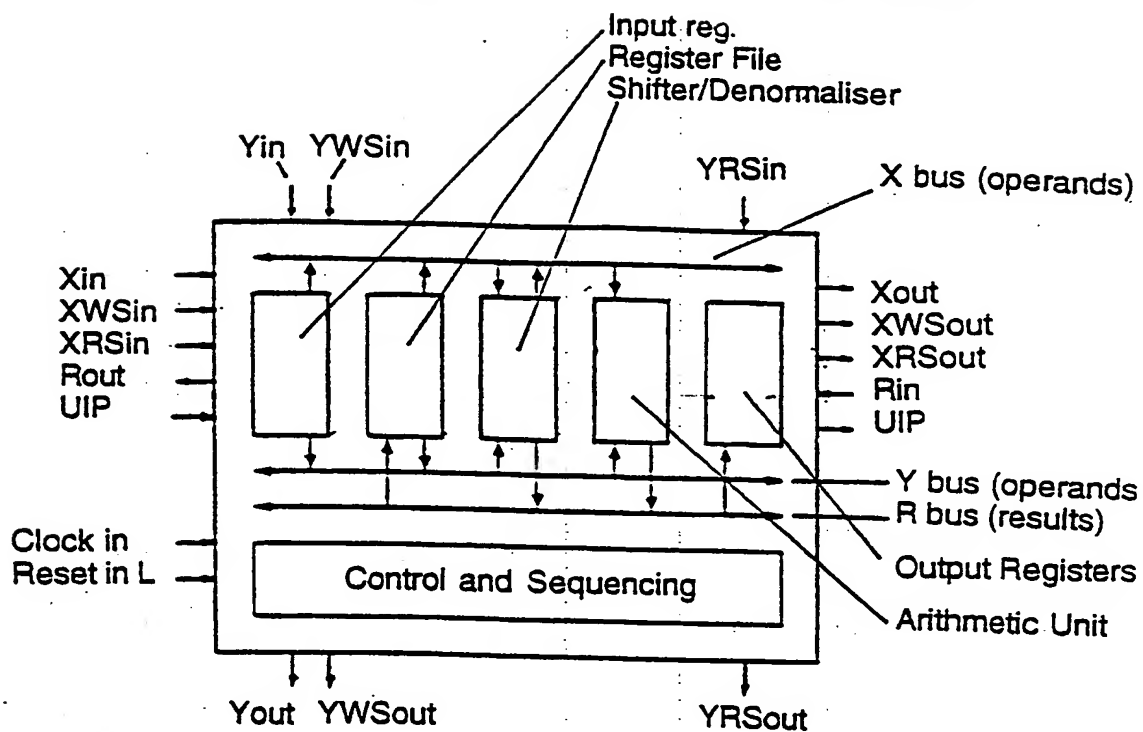 Input reg.
Register File
Shifter/Denormaliser
Yin YWSin
YRSin
X bus (operands)
Xin
XWSin
XRSin
Rout
UIP
Xout
XWSout
XRSout
Rin
UIP
Y bus (operands
R bus (results)
Clock in
Reset in L
Control and Sequencing
Output Registers
Arithmetic Unit
Yout YWSout
YRSout